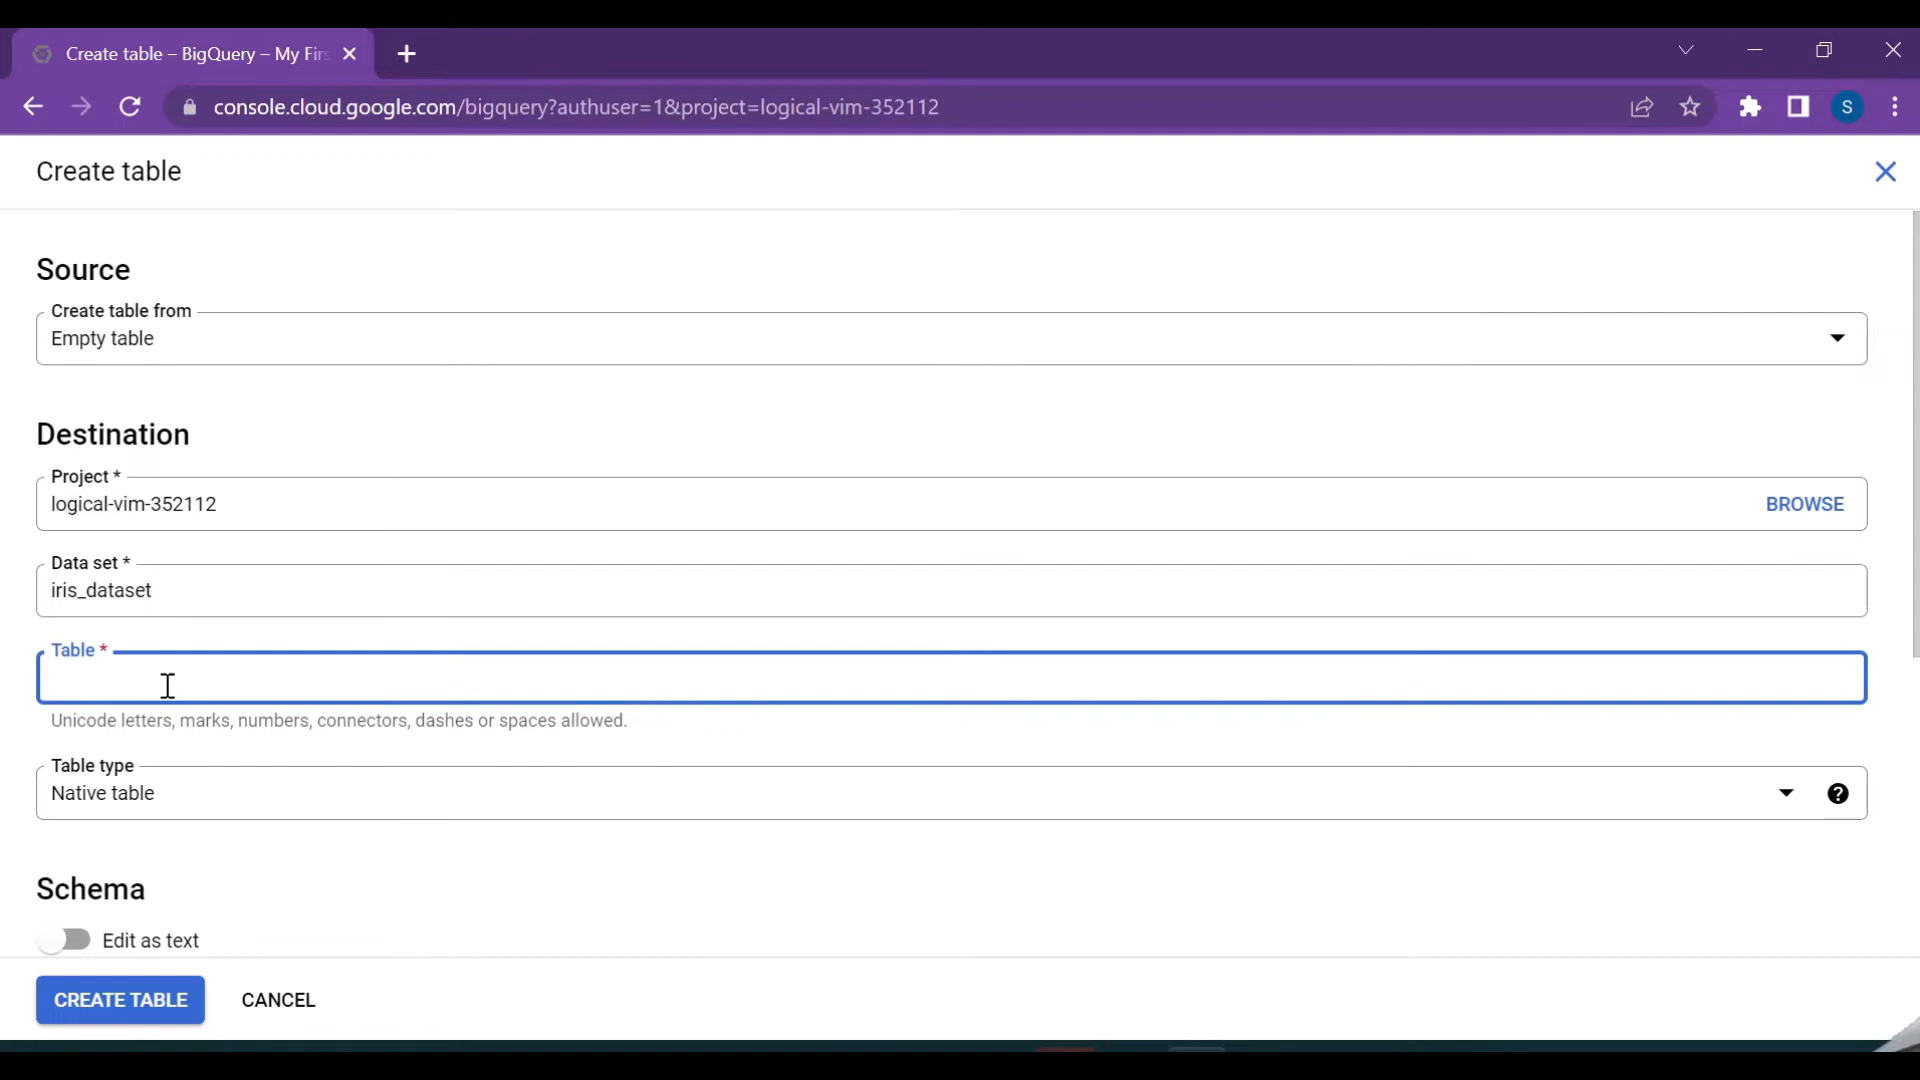 Create table – BigQuery – My Firs
console.cloud.google.com/bigquery?authuser=1&project=logical-vim-352112
S
Create table
Source
Create table from
Empty table
Destination
Project *
logical-vim-352112
BROWSE
Data set *
iris_dataset
Table *
Unicode letters, marks, numbers, connectors, dashes or spaces allowed.
Table type
Native table
Schema
Edit as text
CREATE TABLE CANCEL